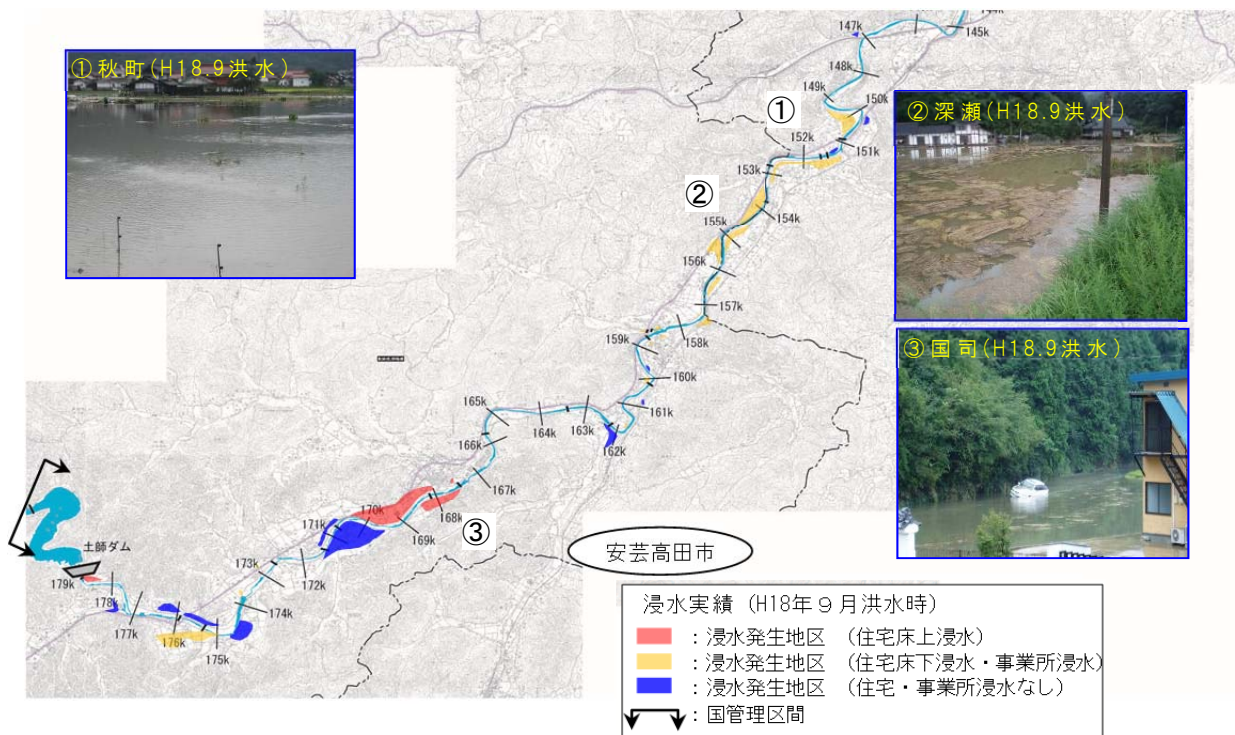 ①秋町(H18.9洪水)
②深瀬(H18.9洪水)
③国司(H18.9洪水)
①
②
③
145k
147k
148k
149k
150k
151k
152k
153k
154k
155k
156k
157k
158k
159k
160k
161k
162k
163k
164k
165k
166k
167k
168k
169k
170k
171k
172k
173k
174k
175k
176k
177k
178k
179k
土師ダム
安芸高田市
浸水実績 (H18年9月洪水時)
:浸水発生地区 (住宅床上浸水)
:浸水発生地区 (住宅床下浸水・事業所浸水)
:浸水発生地区 (住宅・事業所浸水なし)
:国管理区間